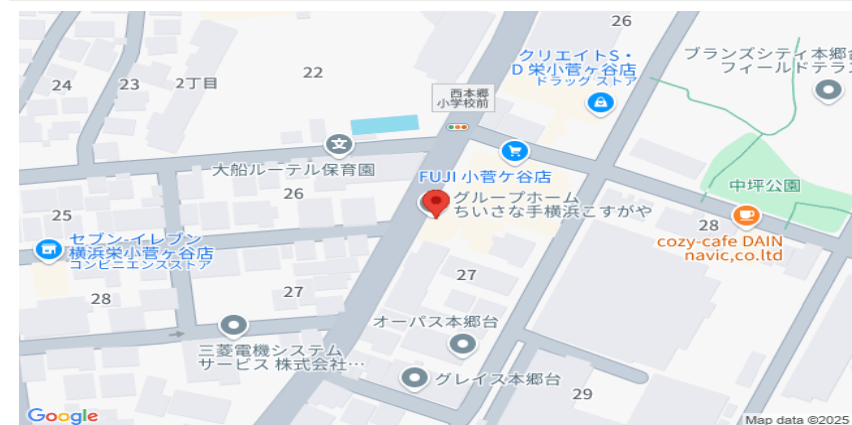 26
クリエイトS・
D 栄小菅ヶ谷店
ドラッグストア
ブランズシティ本郷台
フィールドテラス
22
24
23
2丁目
西本郷
小学校前
大船ルーテル保育園
FUJI 小菅ケ谷店
26
グループホーム
ちいさな手横浜こすがや
中坪公園
25
セブン-イレブン
横浜栄小菅ヶ谷店
コンビニエンスストア
28
cozy-cafe DAIN
navic,co.ltd
27
28
27
オーパス本郷台
三菱電機システム
サービス 株式会社…
グレイス本郷台
29
Google
Map data ©2025